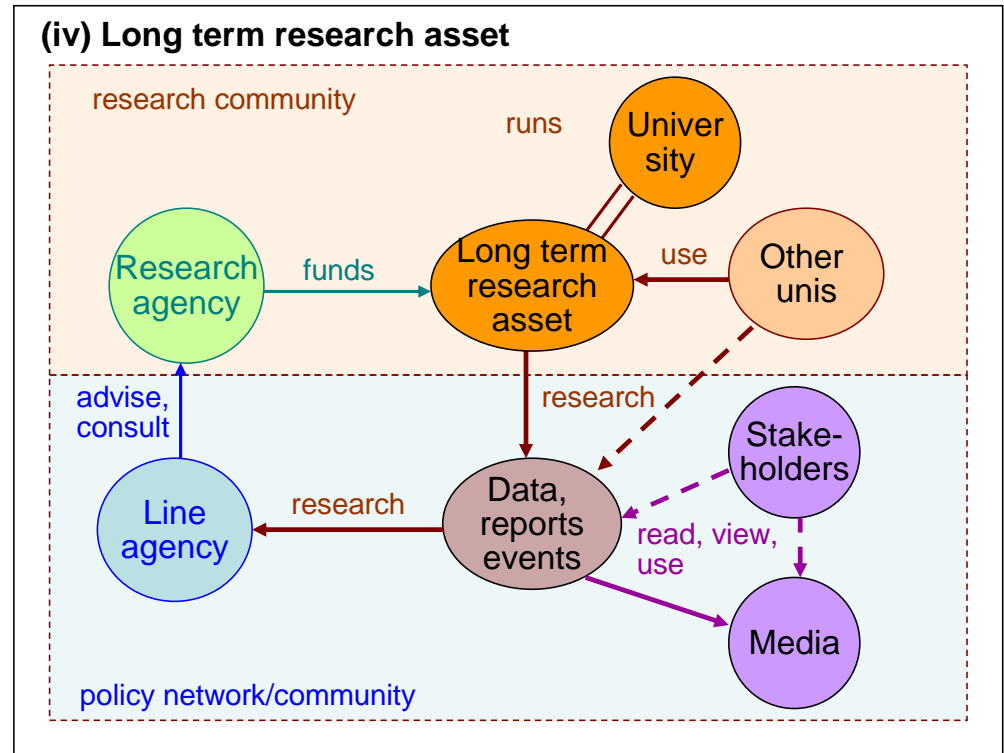 (iv) Long term research asset
research community
runs
Univer
sity
Research
agency
funds
Long term
research
asset
use
Other
unis
advise,
consult
research
Stake-
holders
Line
agency
research
Data,
reports
events
read, view,
use
Media
policy network/community